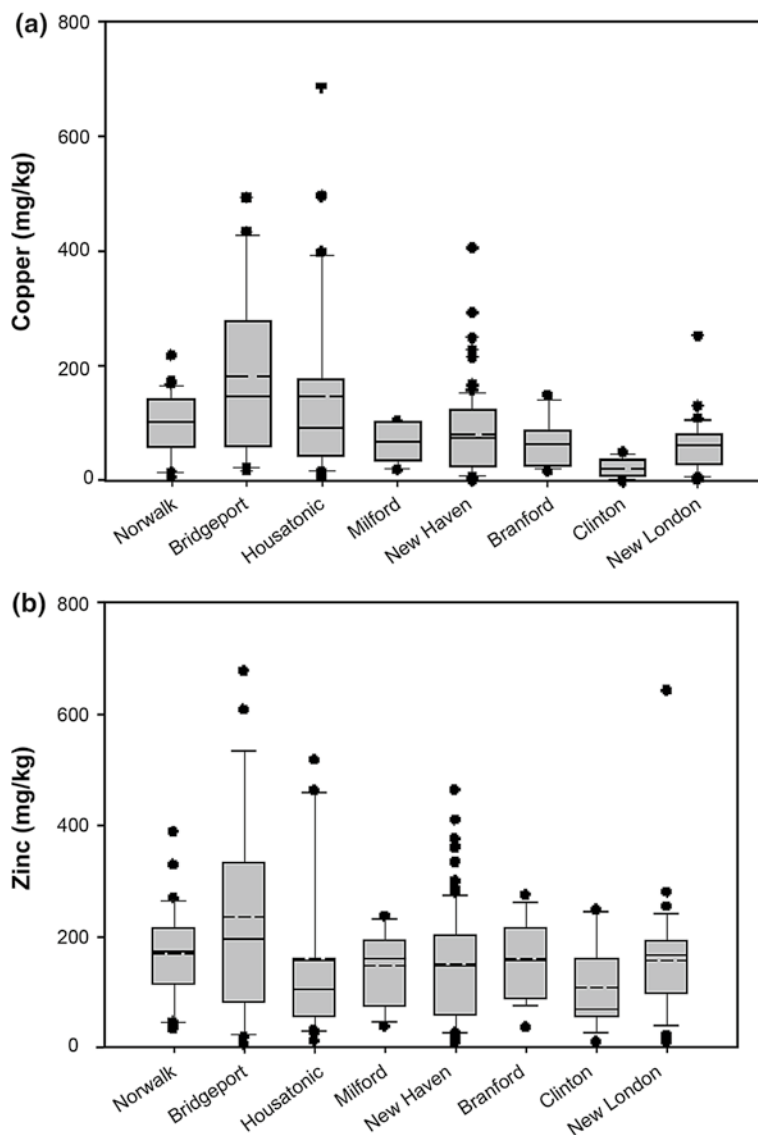 (a)
800
600
400
200
0
Copper (mg/kg)
Norwalk
Bridgeport
Housatonic
Milford
New Haven
Branford
Clinton
New London
(b)
800
600
400
200
0
Zinc (mg/kg)
Norwalk
Bridgeport
Housatonic
Milford
New Haven
Branford
Clinton
New London